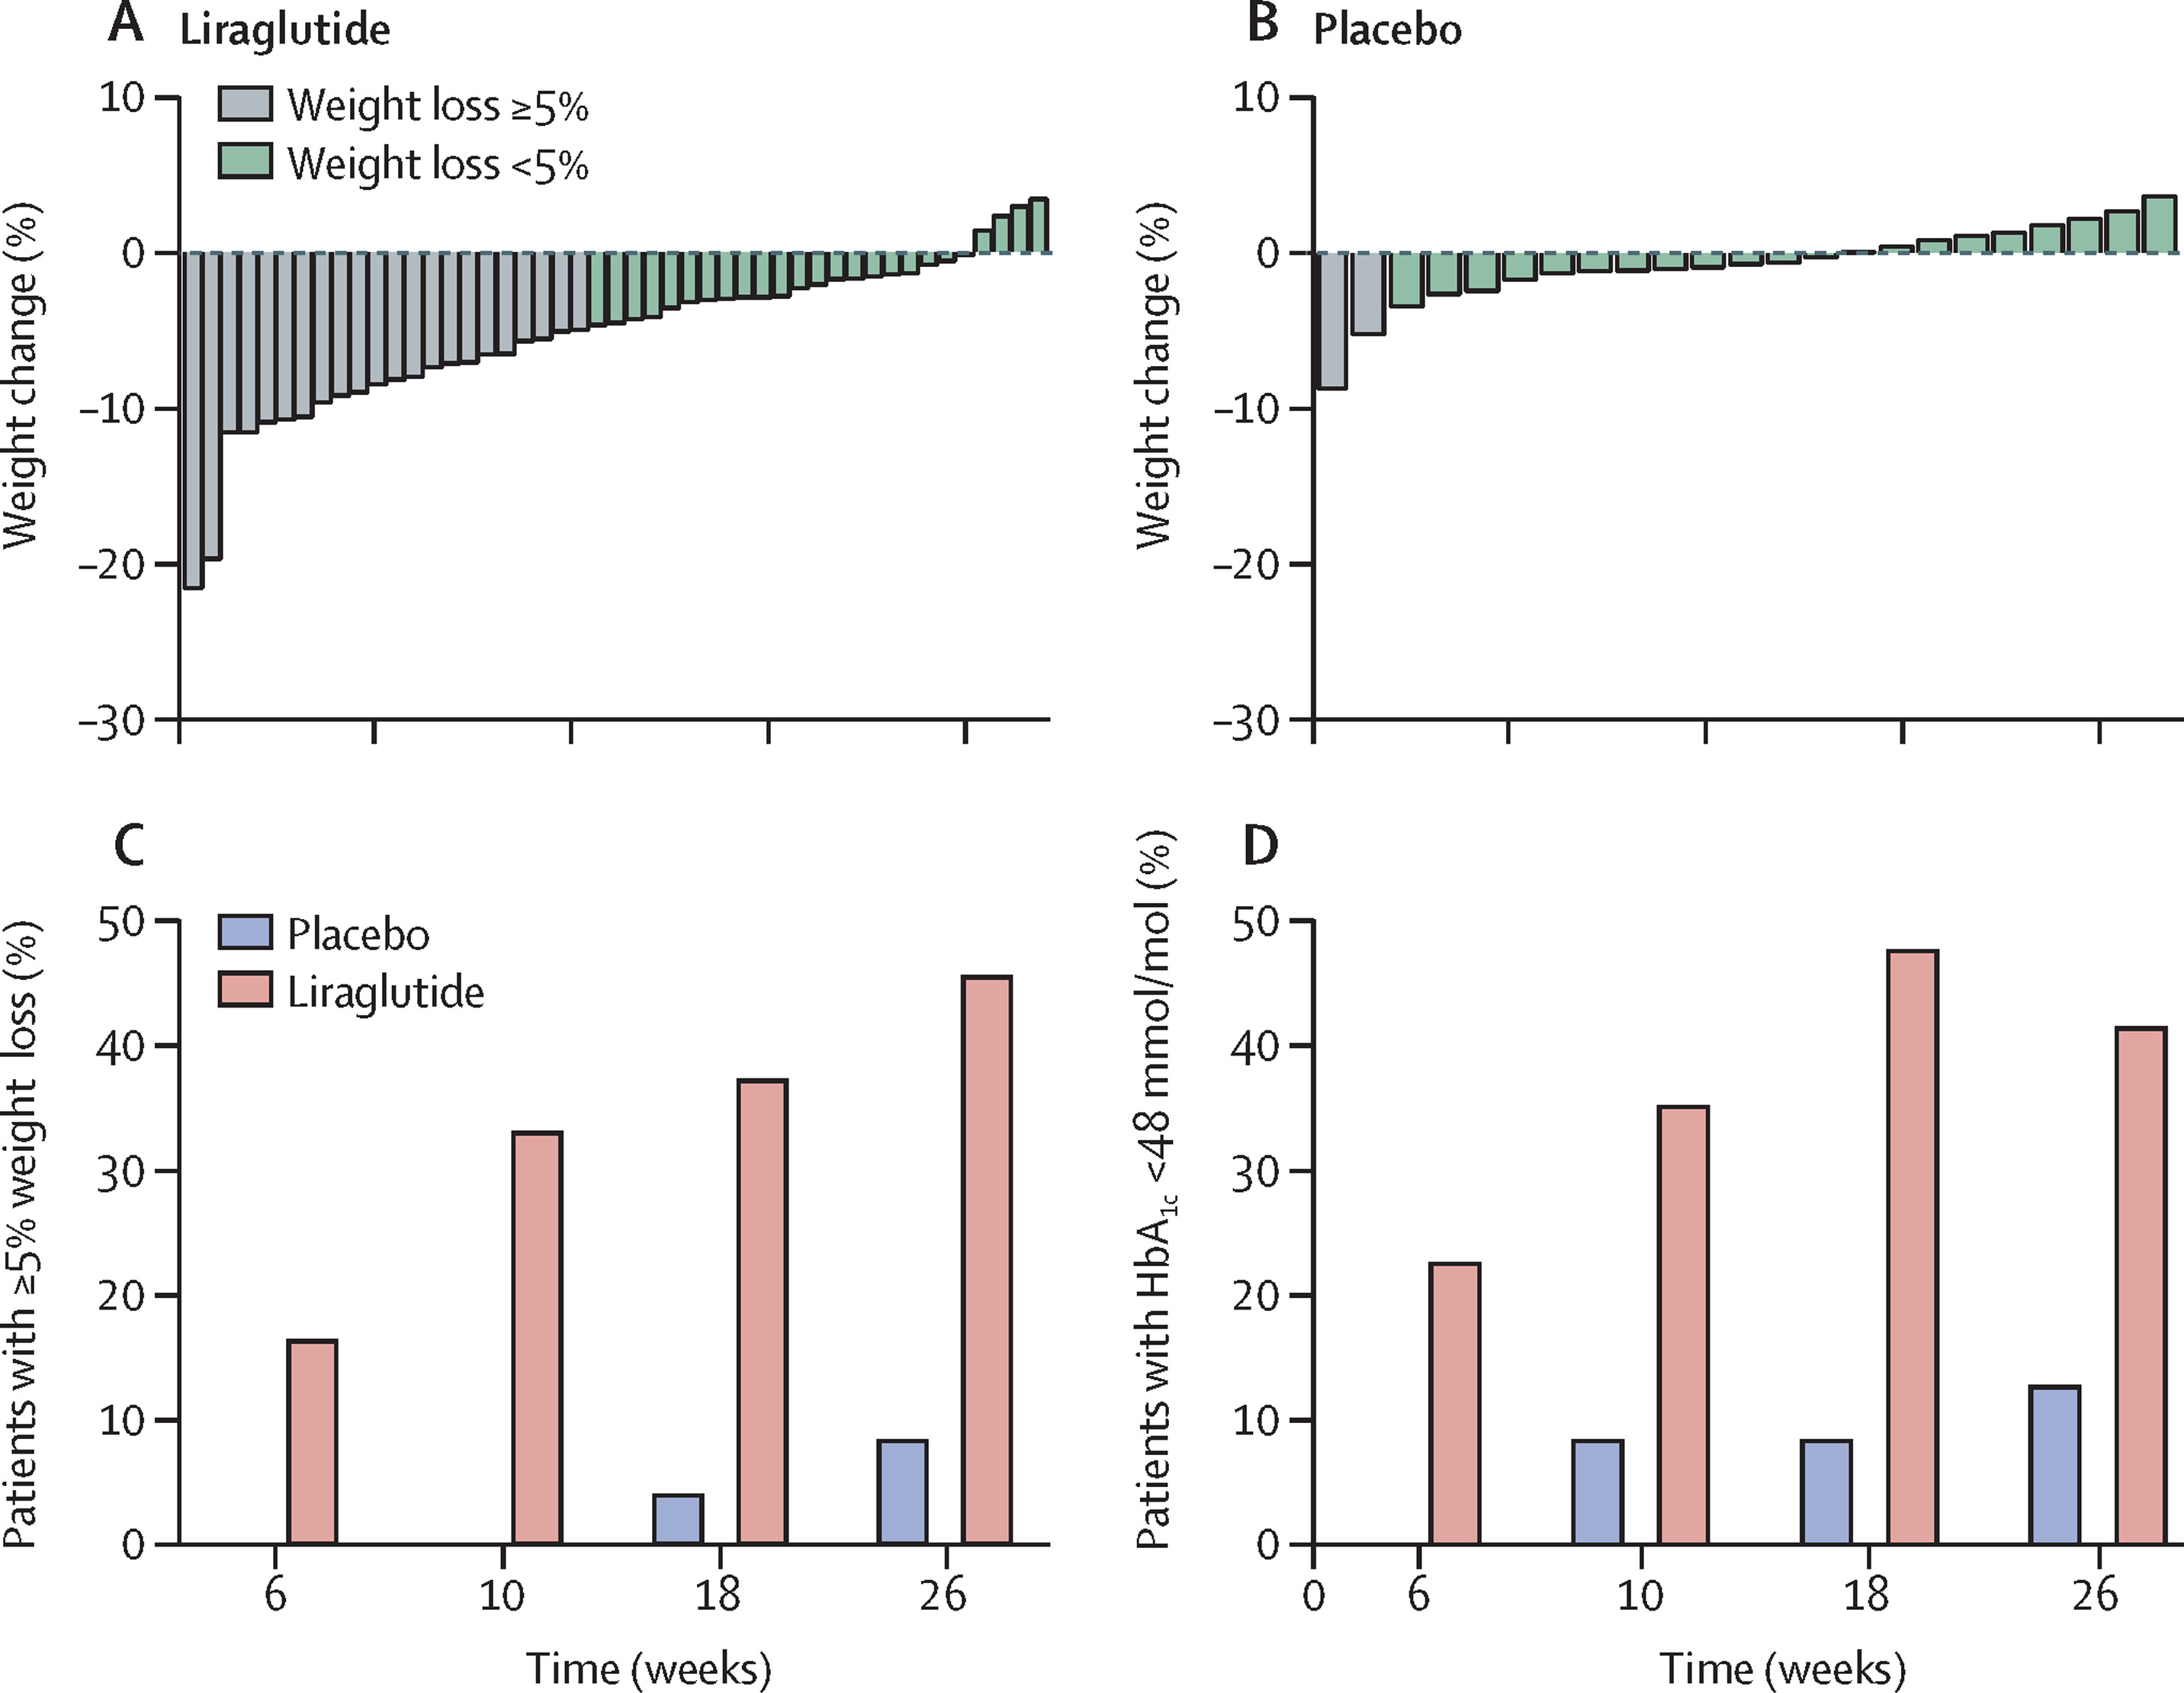 A Liraglutide
Weight loss ≥5%
Weight loss <5%
Weight change (%)
10
0
–10
–20
–30
B Placebo
Weight change (%)
10
0
–10
–20
–30
C
Placebo
Liraglutide
Patients with ≥5% weight loss (%)
50
40
30
20
10
0
6 10 18 26
Time (weeks)
D
Patients with HbA1c <48 mmol/mol (%)
50
40
30
20
10
0
0 6 10 18 26
Time (weeks)